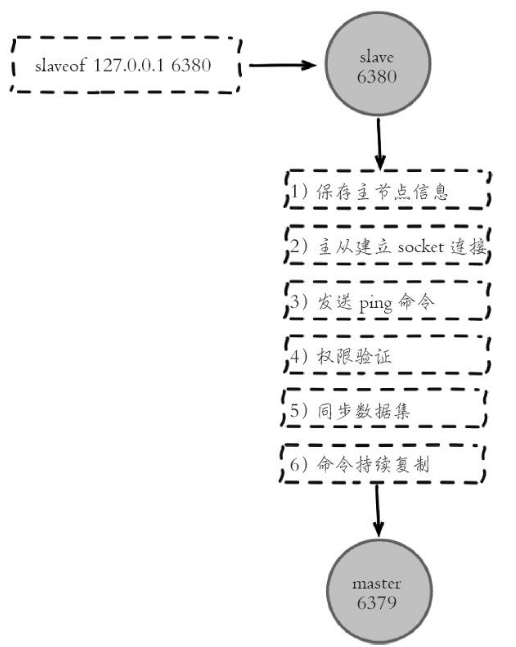 slaveof 127.0.0.1 6380
slave
6380
1) 保存主节点信息
2) 主从建立 socket 连接
3) 发送 ping 命令
4) 权限验证
5) 同步数据集
6) 命令持续复制
master
6379